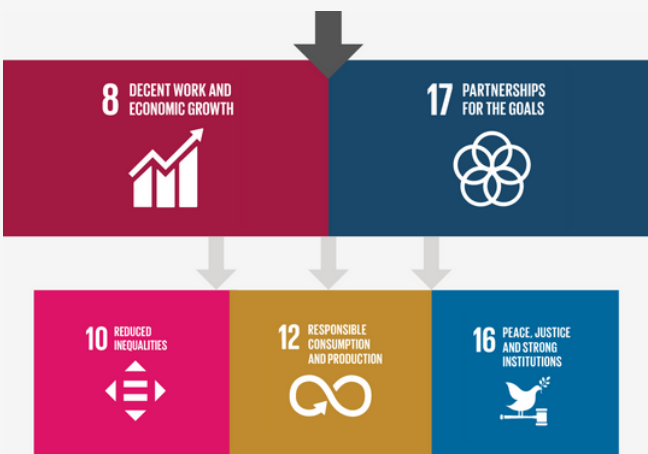 8 DECENT WORK AND
ECONOMIC GROWTH
17 PARTNERSHIPS
FOR THE GOALS
10 REDUCED
INEQUALITIES
12 RESPONSIBLE
CONSUMPTION
AND PRODUCTION
16 PEACE, JUSTICE
AND STRONG
INSTITUTIONS